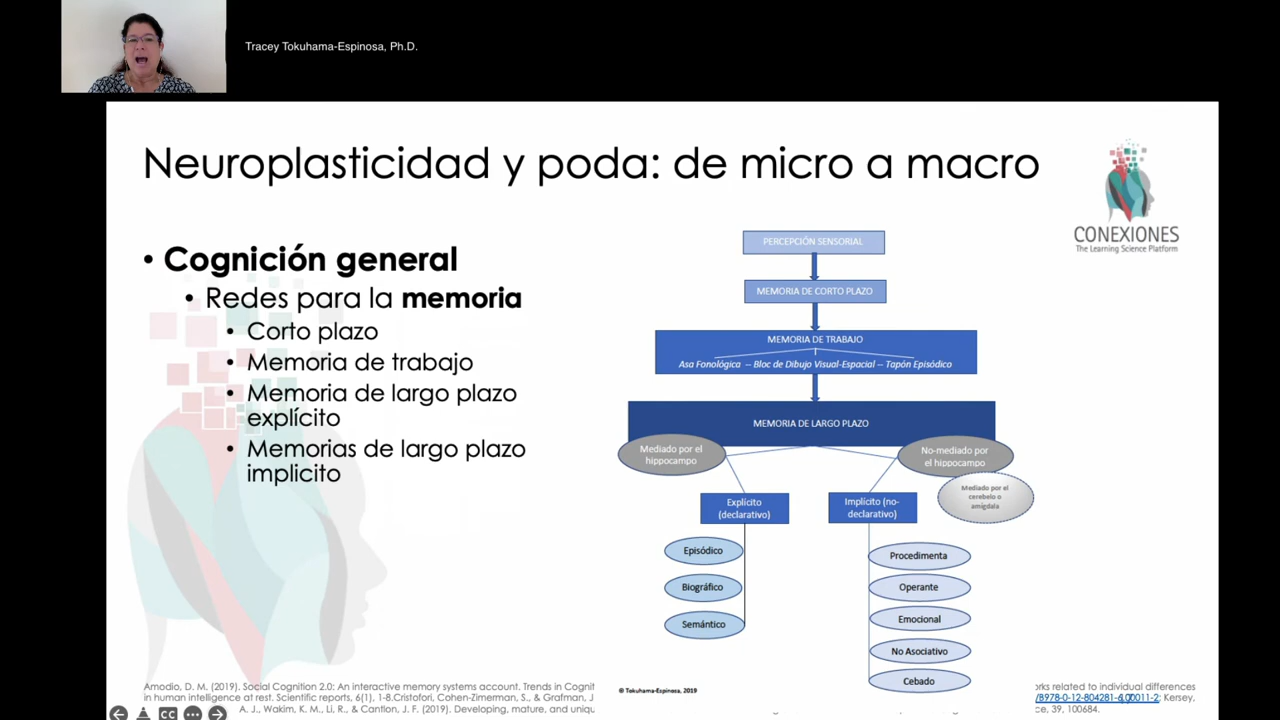 Tracey Tokuhama-Espinosa, Ph.D.
Neuroplasticidad y poda: de micro a macro
CONEXIONES
The Learning Science Platform
• Cognición general
• Redes para la memoria
• Corto plazo
• Memoria de trabajo
• Memoria de largo plazo
explícito
• Memorias de largo plazo
implicito
PERCEPCIÓN SENSORIAL
MEMORIA DE CORTO PLAZO
MEMORIA DE TRABAJO
Asa Fonológica -- Bloc de Dibujo Visual-Espacial -- Tapón Episódico
MEMORIA DE LARGO PLAZO
Mediado por el
hippocampo
No-mediado por
el hippocampo
Mediado por el
cerebelo o
amígdala
Explícito
(declarativo)
Implícito (no-
declarativo)
Episódico
Biográfico
Semántico
Procedimenta
Operante
Emocional
No Asociativo
Cebado
© Tokuhama-Espinosa, 2019
Amodio, D. M. (2019). Social Cognition 2.0: An interactive memory systems account. Trends in Cognit
in human intelligence at rest. Scientific reports, 6(1), 1-8.Cristofori, Cohen-Zimerman, S., & Grafman, J
A. J., Wakim, K. M., Li, R., & Cantlon, J. F. (2019). Developing, mature, and uniqu
rks related to individual differences
Kersey,
ce, 39, 100684.
CC